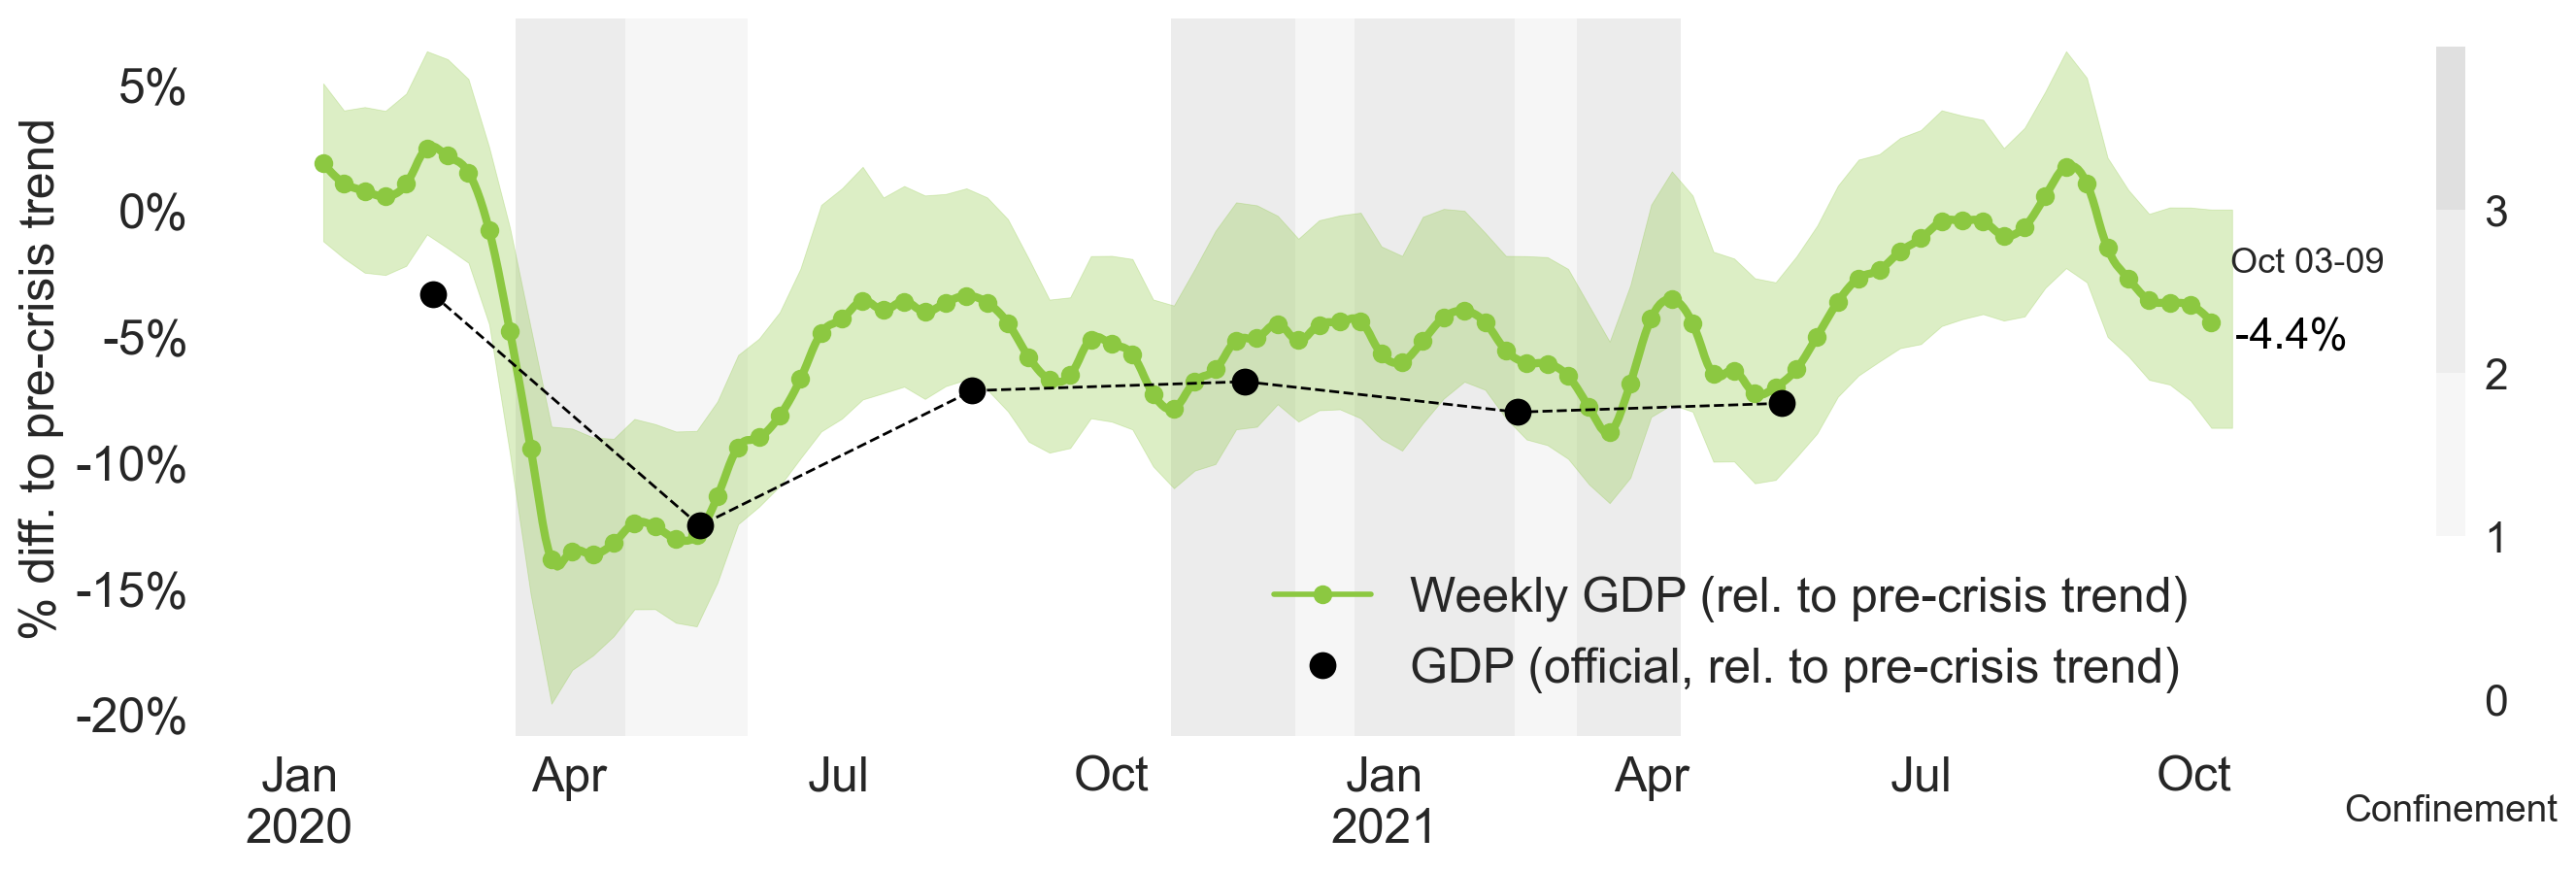 % diff. to pre-crisis trend
5%
0%
-5%
-10%
-15%
-20%
Jan
2020
Apr
Jul
Oct
Jan
2021
Apr
Jul
Oct
Oct 03-09
-4.4%
Weekly GDP (rel. to pre-crisis trend)
GDP (official, rel. to pre-crisis trend)
3
2
1
0
Confinement